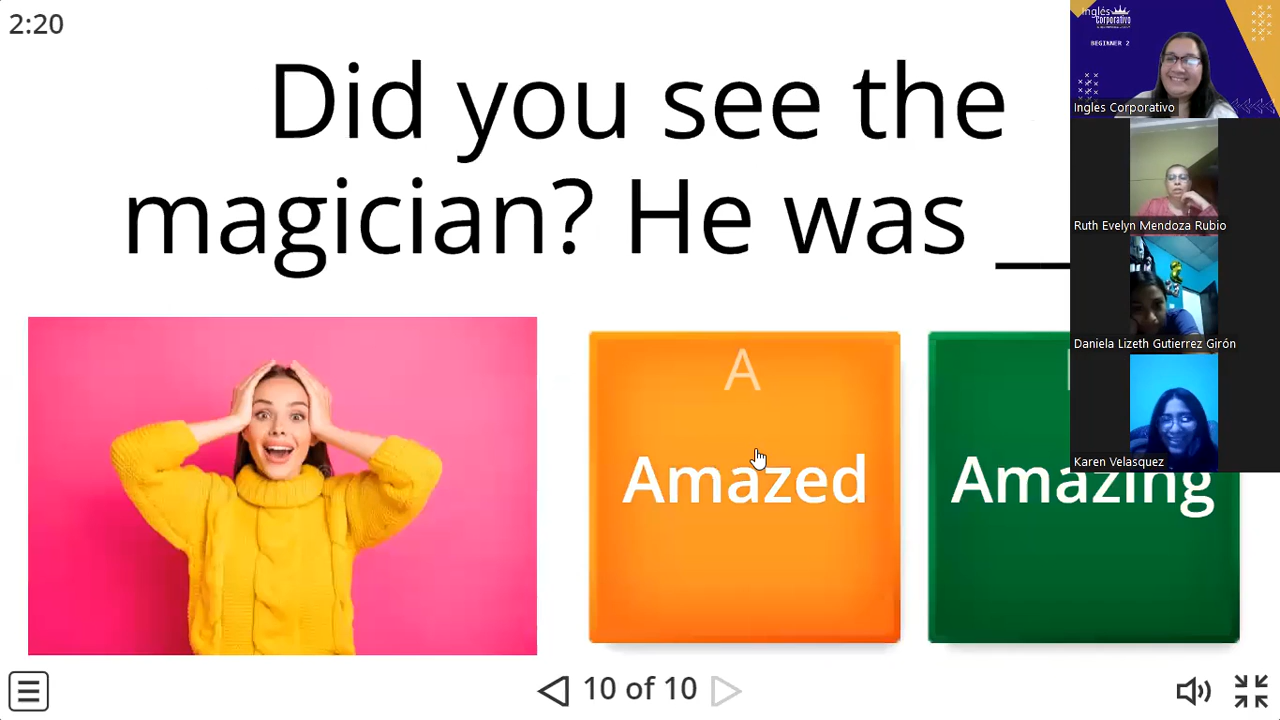 2:20
Did you see the
magician? He was ___
A
Amazed
Amazing
10 of 10
Inglés
corporativo
BEGINNER 2
Ingles Corporativo
Ruth Evelyn Mendoza Rubio
Daniela Lizeth Gutierrez Girón
Karen Velasquez